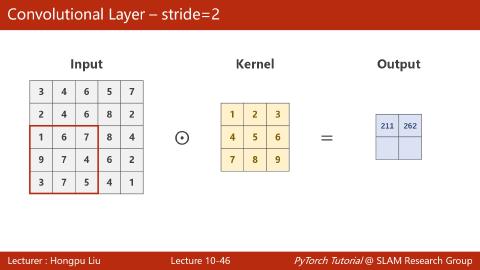 Convolutional Layer – stride=2
Input
Kernel
Output
3 4 6 5 7
2 4 6 8 2
1 6 7 8 4
9 7 4 6 2
3 7 5 4 1
⊙
1 2 3
4 5 6
7 8 9
=
211 262
Lecturer : Hongpu Liu
Lecture 10-46
PyTorch Tutorial @ SLAM Research Group